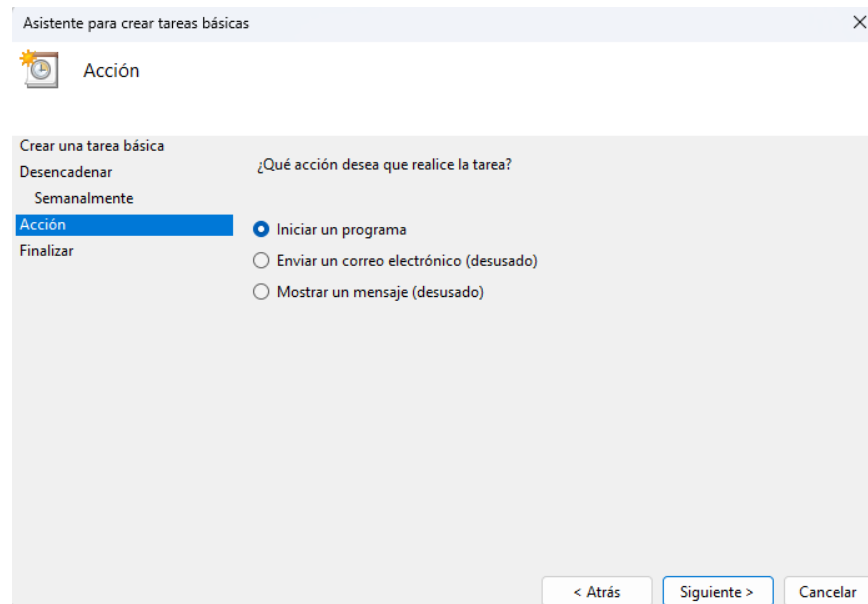 Asistente para crear tareas básicas
Acción
Crear una tarea básica
Desencadenar
Semanalmente
Acción
Finalizar
¿Qué acción desea que realice la tarea?
Iniciar un programa
Enviar un correo electrónico (desusado)
Mostrar un mensaje (desusado)
< Atrás
Siguiente >
Cancelar